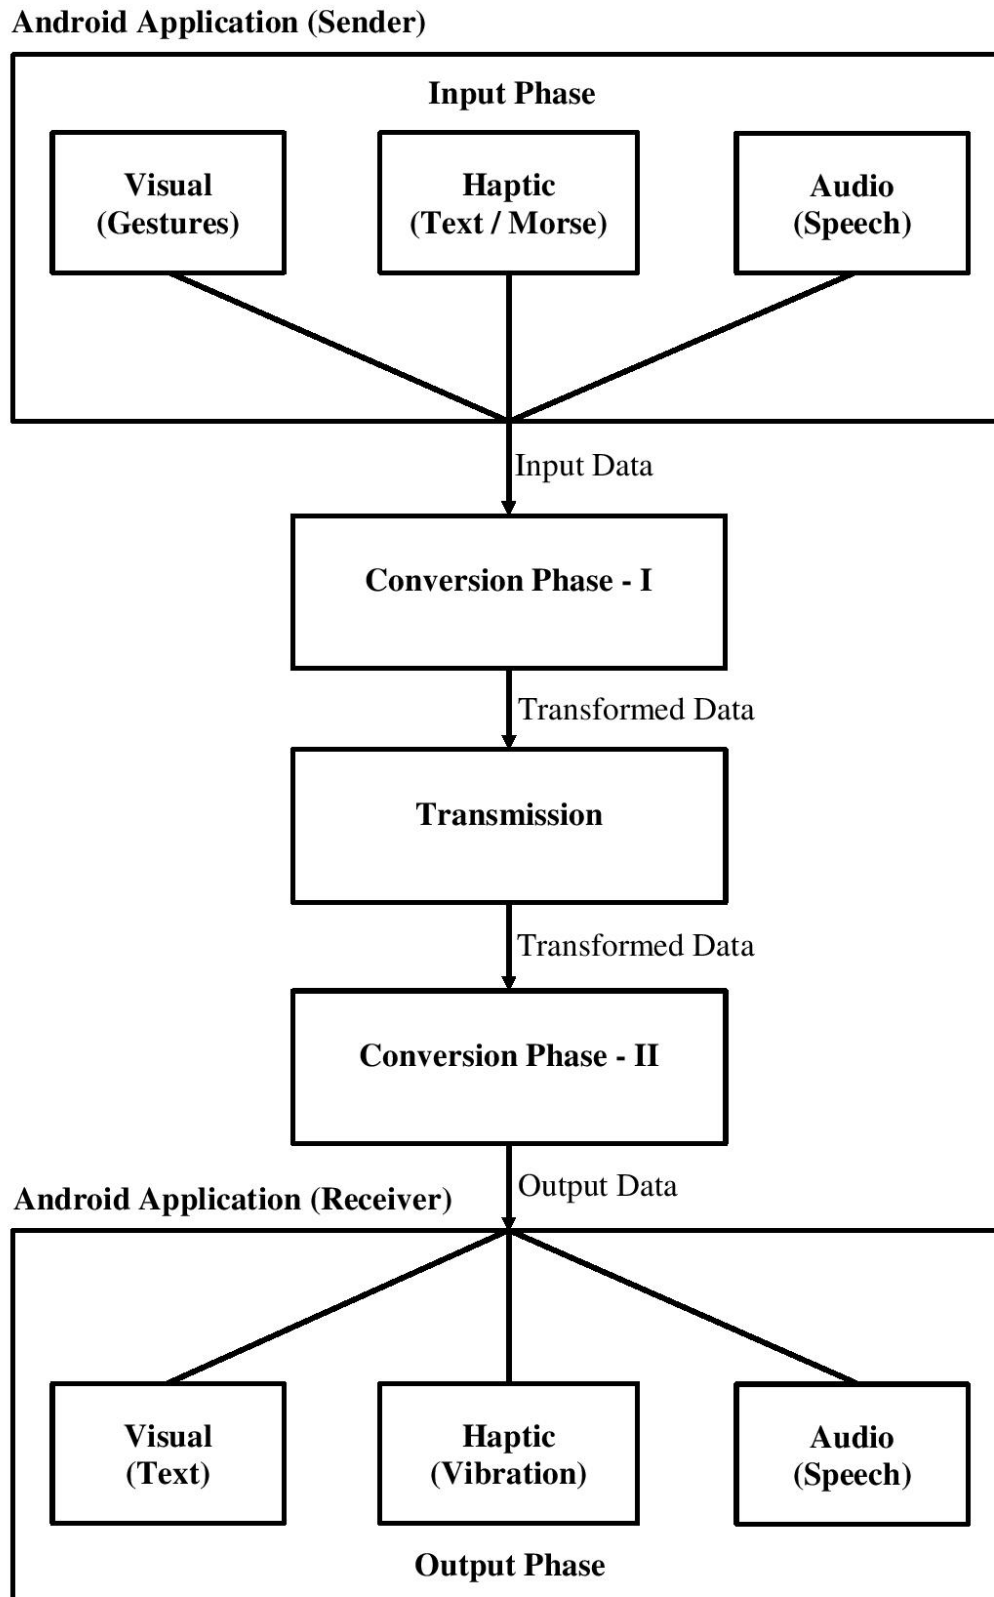 Android Application (Sender)
Input Phase
Visual
(Gestures)
Haptic
(Text / Morse)
Audio
(Speech)
Input Data
Conversion Phase - I
Transformed Data
Transmission
Transformed Data
Conversion Phase - II
Output Data
Android Application (Receiver)
Visual
(Text)
Haptic
(Vibration)
Audio
(Speech)
Output Phase